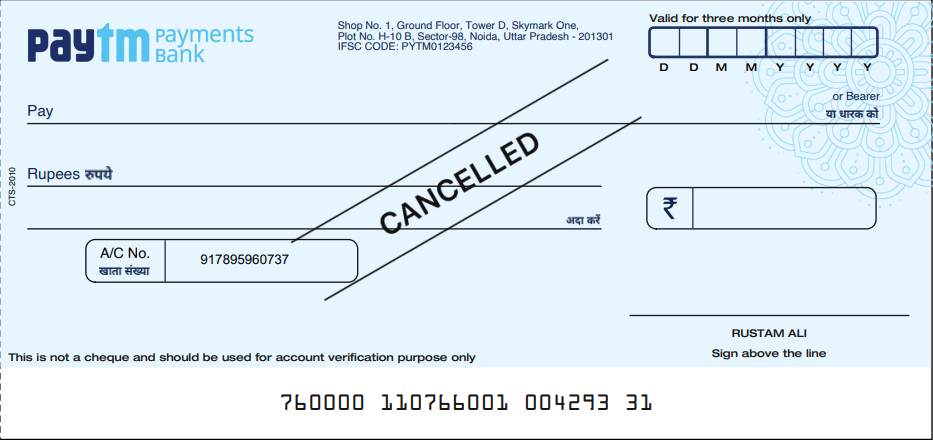 paytm Payments Bank
Shop No. 1, Ground Floor, Tower D, Skymark One,
Plot No. H-10 B, Sector-98, Noida, Uttar Pradesh - 201301
IFSC CODE: PYTM0123456
Valid for three months only
D D M M Y Y Y Y
Pay
or Bearer
या धारक को
CTS-2010
Rupees रुपये
CANCELLED
अदा करें
₹
A/C No.
खाता संख्या
917895960737
RUSTAM ALI
Sign above the line
This is not a cheque and should be used for account verification purpose only
760000 110766001 004293 31